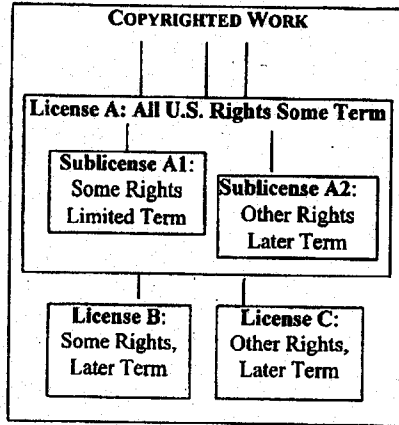 COPYRIGHTED WORK
License A: All U.S. Rights Some Term
Sublicense A1:
Some Rights
Limited Term
Sublicense A2:
Other Rights
Later Term
License B:
Some Rights,
Later Term
License C:
Other Rights,
Later Term